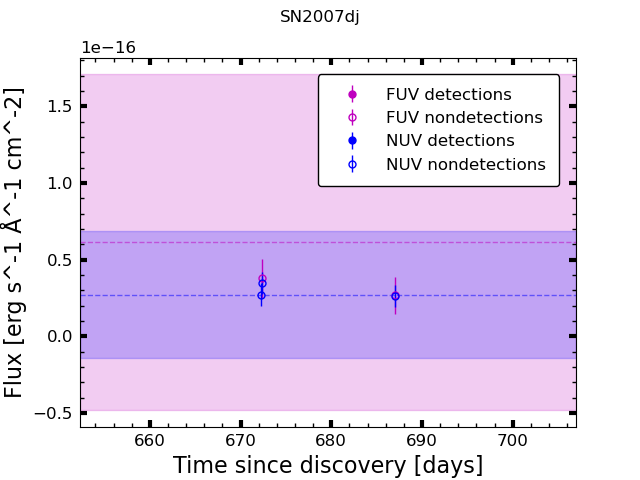 SN2007dj
1e−16
1.5
1.0
0.5
0.0
−0.5
Flux [erg s^-1 Å^-1 cm^-2]
FUV detections
FUV nondetections
NUV detections
NUV nondetections
660 670 680 690 700
Time since discovery [days]